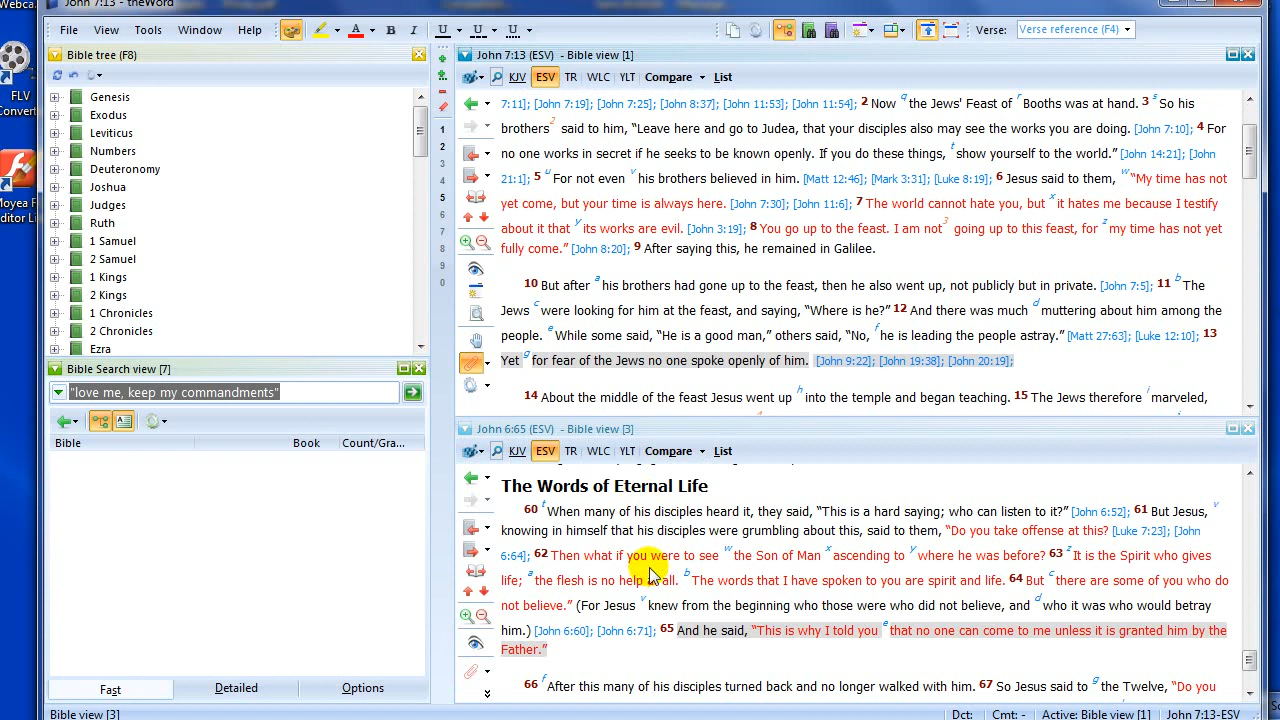 Webca.
FLV
Convert
Moyea F
ditor Li
John 7:13 - theWord
File View Tools Window Help Verse: Verse reference (F4)
Bible tree (F8)
Genesis
Exodus
Leviticus
Numbers
Deuteronomy
Joshua
Judges
Ruth
1 Samuel
2 Samuel
1 Kings
2 Kings
1 Chronicles
2 Chronicles
Ezra
Bible Search view [7]
"love me, keep my commandments"
Bible Book Count/Gra...
Fast Detailed Options
Bible view [3]
1
2
3
4
5
6
7
8
9
0
John 7:13 (ESV) - Bible view [1]
KJV ESV TR WLC YLT Compare List
7:11]; [John 7:19]; [John 7:25]; [John 8:37]; [John 11:53]; [John 11:54]; 2 Now q the Jews' Feast of r Booths was at hand. 3 s So his
brothers 2 said to him, “Leave here and go to Judea, that your disciples also may see the works you are doing. [John 7:10]; 4 For
no one works in secret if he seeks to be known openly. If you do these things, t show yourself to the world.” [John 14:21]; [John
21:1]; 5 u For not even v his brothers believed in him. [Matt 12:46]; [Mark 3:31]; [Luke 8:19]; 6 Jesus said to them, w “My time has not
yet come, but your time is always here. [John 7:30]; [John 11:6]; 7 The world cannot hate you, but x it hates me because I testify
about it that y its works are evil. [John 3:19]; 8 You go up to the feast. I am not 3 going up to this feast, for z my time has not yet
fully come.” [John 8:20]; 9 After saying this, he remained in Galilee.
10 But after a his brothers had gone up to the feast, then he also went up, not publicly but in private. [John 7:5]; 11 b The
Jews c were looking for him at the feast, and saying, “Where is he?” 12 And there was much d muttering about him among the
people. e While some said, “He is a good man,” others said, “No, f he is leading the people astray.” [Matt 27:63]; [Luke 12:10]; 13
Yet g for fear of the Jews no one spoke openly of him. [John 9:22]; [John 19:38]; [John 20:19];
14 About the middle of the feast Jesus went up h into the temple and began teaching. 15 The Jews therefore i marveled,
John 6:65 (ESV) - Bible view [3]
KJV ESV TR WLC YLT Compare List
The Words of Eternal Life
60 t When many of his disciples heard it, they said, “This is a hard saying; who can listen to it?” [John 6:52]; 61 But Jesus, v
knowing in himself that his disciples were grumbling about this, said to them, “Do you take offense at this? [Luke 7:23]; [John
6:64]; 62 Then what if you were to see w the Son of Man x ascending to y where he was before? 63 z It is the Spirit who gives
life; a the flesh is no help at all. b The words that I have spoken to you are spirit and life. 64 But c there are some of you who do
not believe.” (For Jesus v knew from the beginning who those were who did not believe, and d who it was who would betray
him.) [John 6:60]; [John 6:71]; 65 And he said, “This is why I told you e that no one can come to me unless it is granted him by the
Father.”
66 f After this many of his disciples turned back and no longer walked with him. 67 So Jesus said to g the Twelve, “Do you
Dct: Cmt: - Active: Bible view [1] John 7:13-ESV